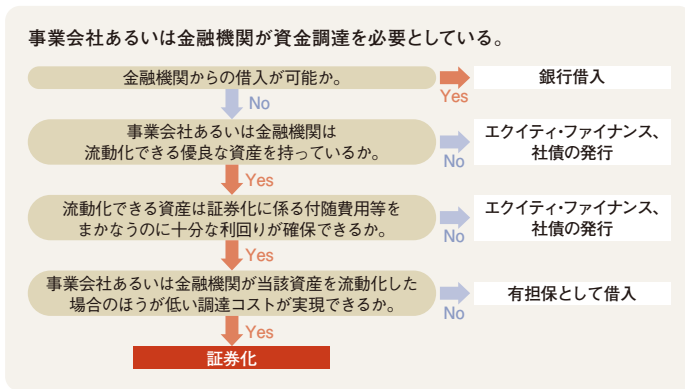 事業会社あるいは金融機関が資金調達を必要としている。
金融機関からの借入が可能か。
Yes
銀行借入
No
事業会社あるいは金融機関は
流動化できる優良な資産を持っているか。
No
エクイティ・ファイナンス、
社債の発行
Yes
流動化できる資産は証券化に係る付随費用等を
まかなうのに十分な利回りが確保できるか。
No
エクイティ・ファイナンス、
社債の発行
Yes
事業会社あるいは金融機関が当該資産を流動化した
場合のほうが低い調達コストが実現できるか。
No
有担保として借入
Yes
証券化